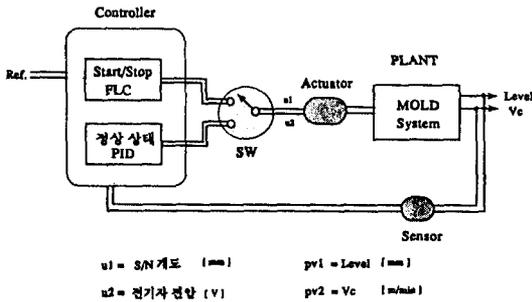 Controller
PLANT
Ref.
Start/Stop
FLC
정상 상태
PID
SW
u1
u2
Actuator
MOLD
System
Level
Vc
Sensor
u1 = S/N 개도 [mm]
pv1 = Level [mm]
u2 = 전기자 전압 [V]
pv2 = Vc [m/min]